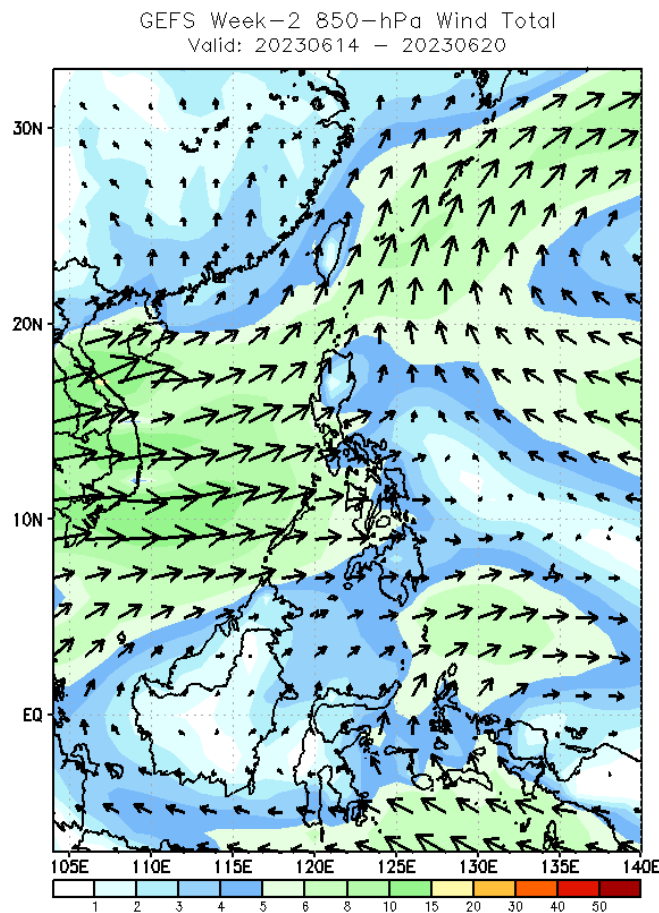 GEFS Week-2 850-hPa Wind Total
Valid: 20230614 - 20230620
30N
20N
10N
EQ
105E 110E 115E 120E 125E 130E 135E 140E
1 2 3 4 5 6 8 10 15 20 30 40 50